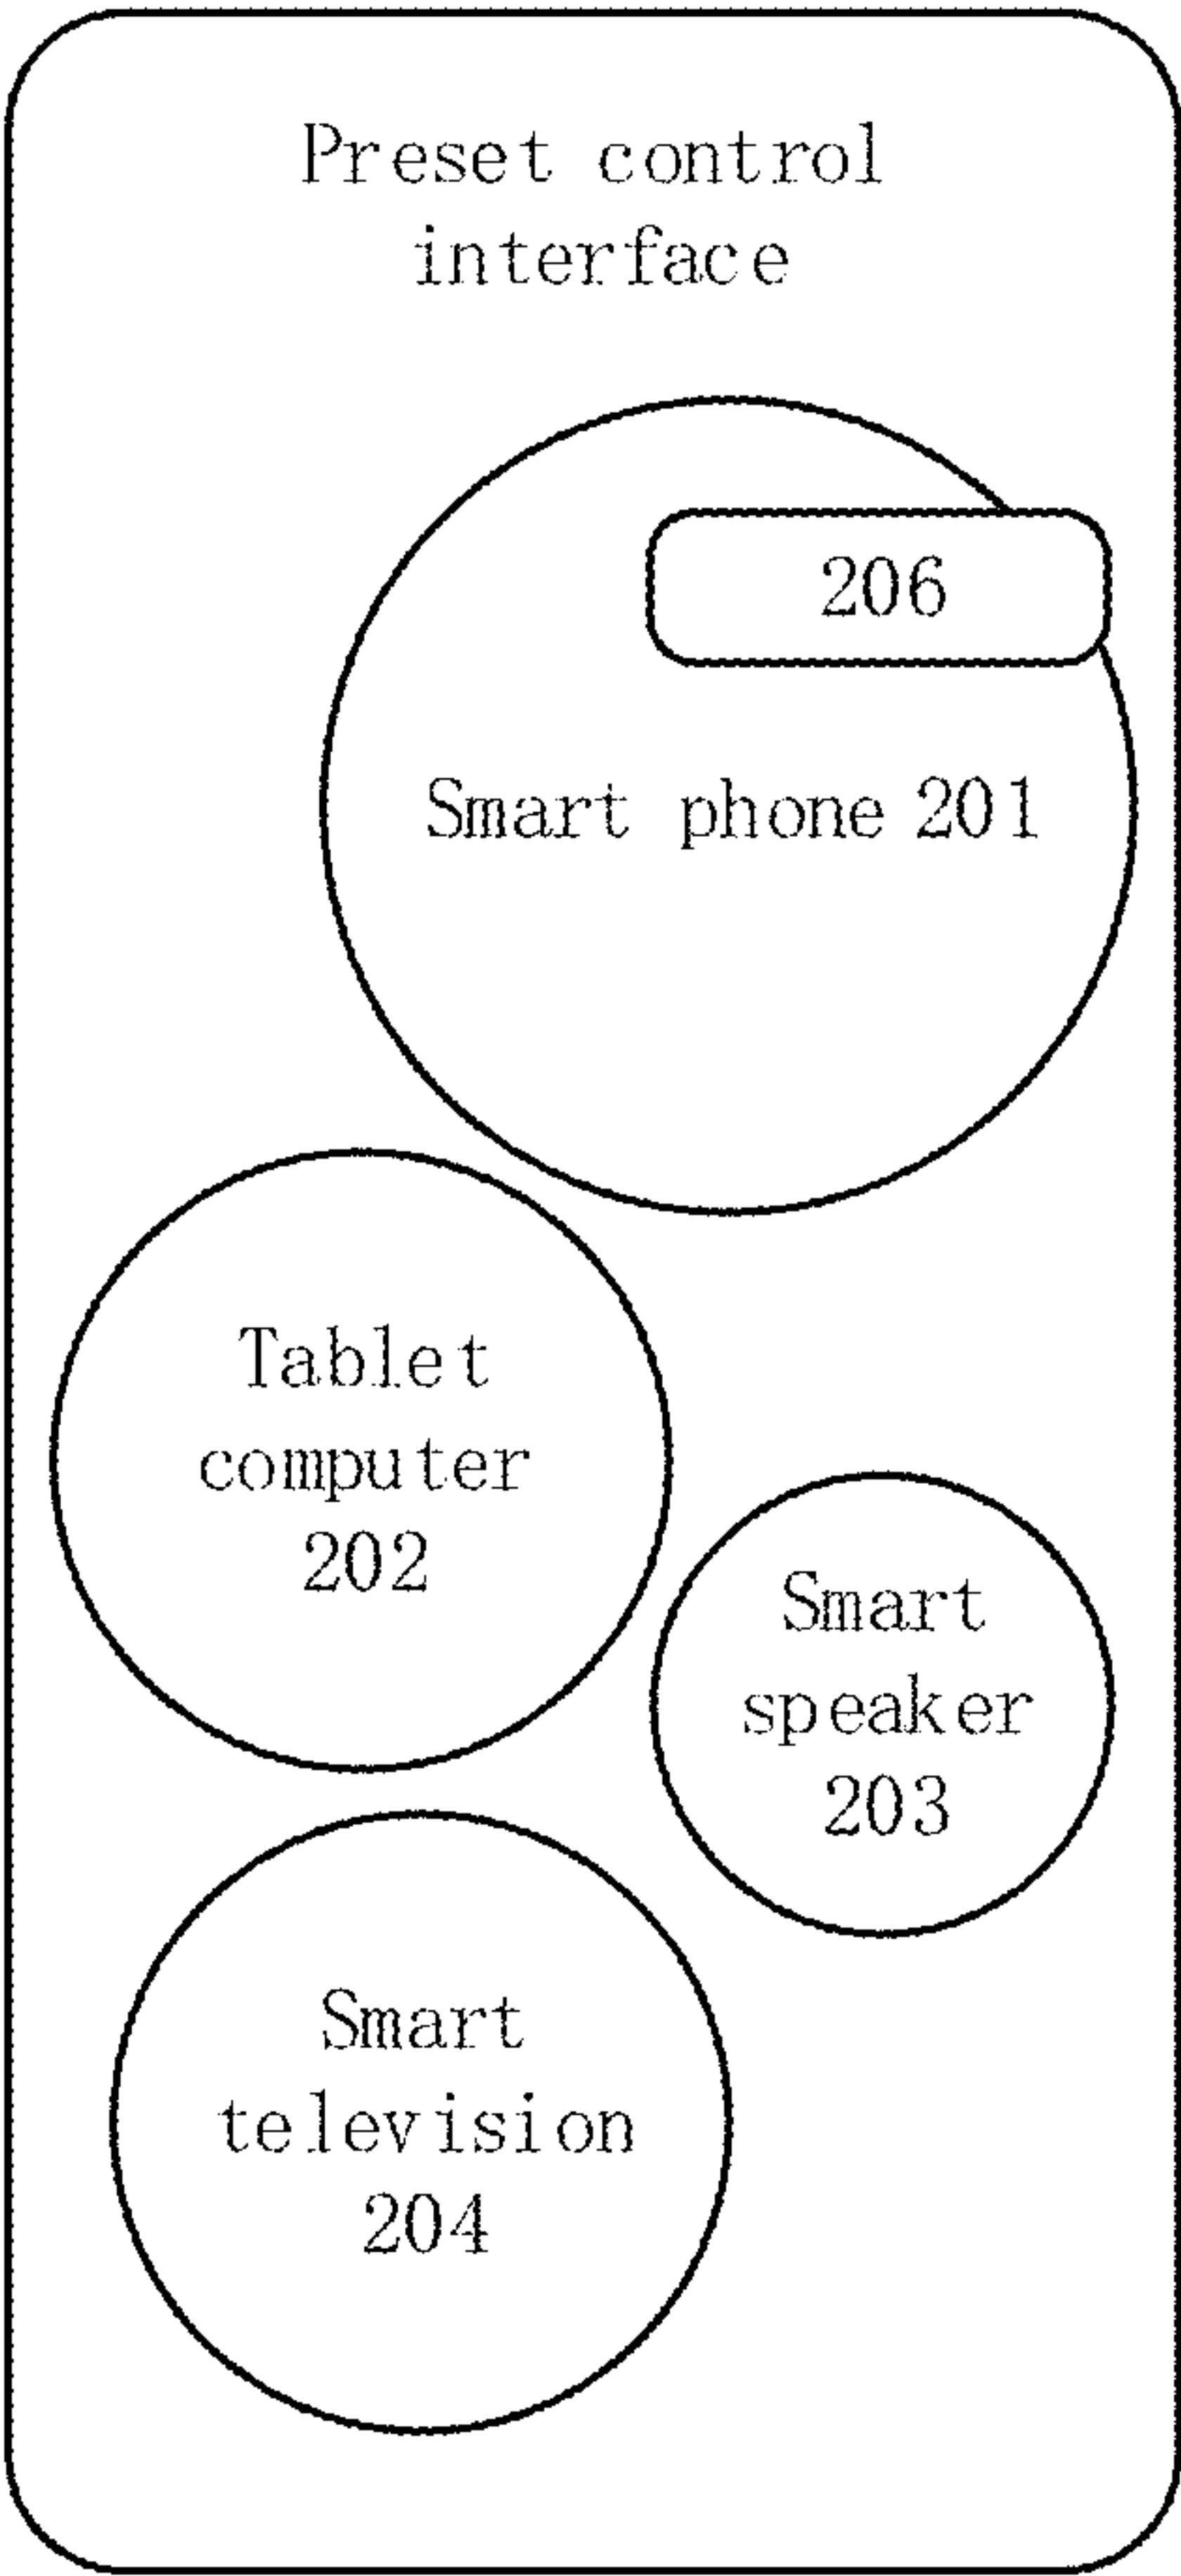 Preset control
interface
206
Smart phone 201
Tablet
computer
202
Smart
speaker
203
Smart
television
204